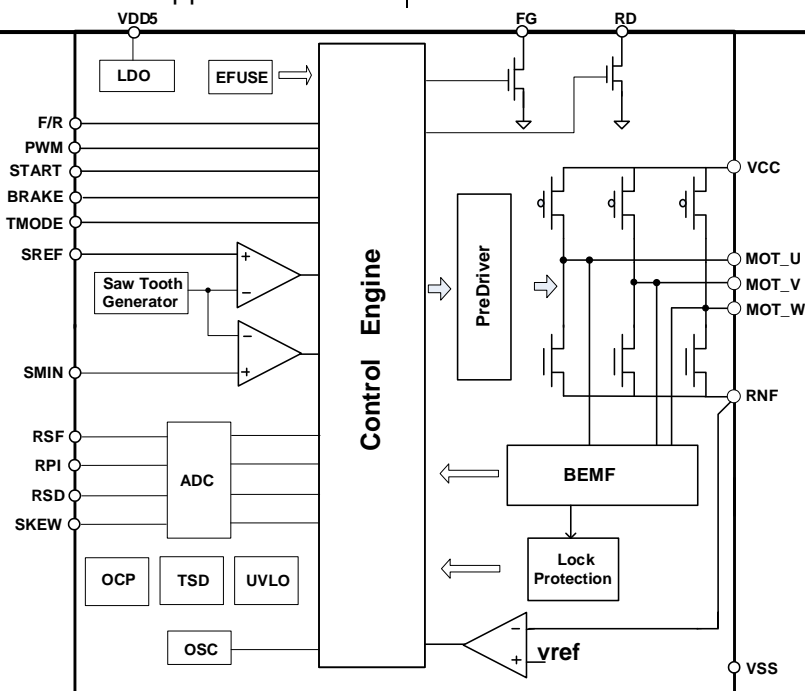 VDD5
FG
RD
LDO
EFUSE
F/R
PWM
START
BRAKE
TMODE
SREF
Saw Tooth
Generator
SMIN
RSF
RPI
RSD
SKEW
ADC
OCP
TSD
UVLO
OSC
Control Engine
PreDriver
VCC
MOT_U
MOT_V
MOT_W
RNF
BEMF
Lock
Protection
vref
VSS
+
−
−
+
−
+